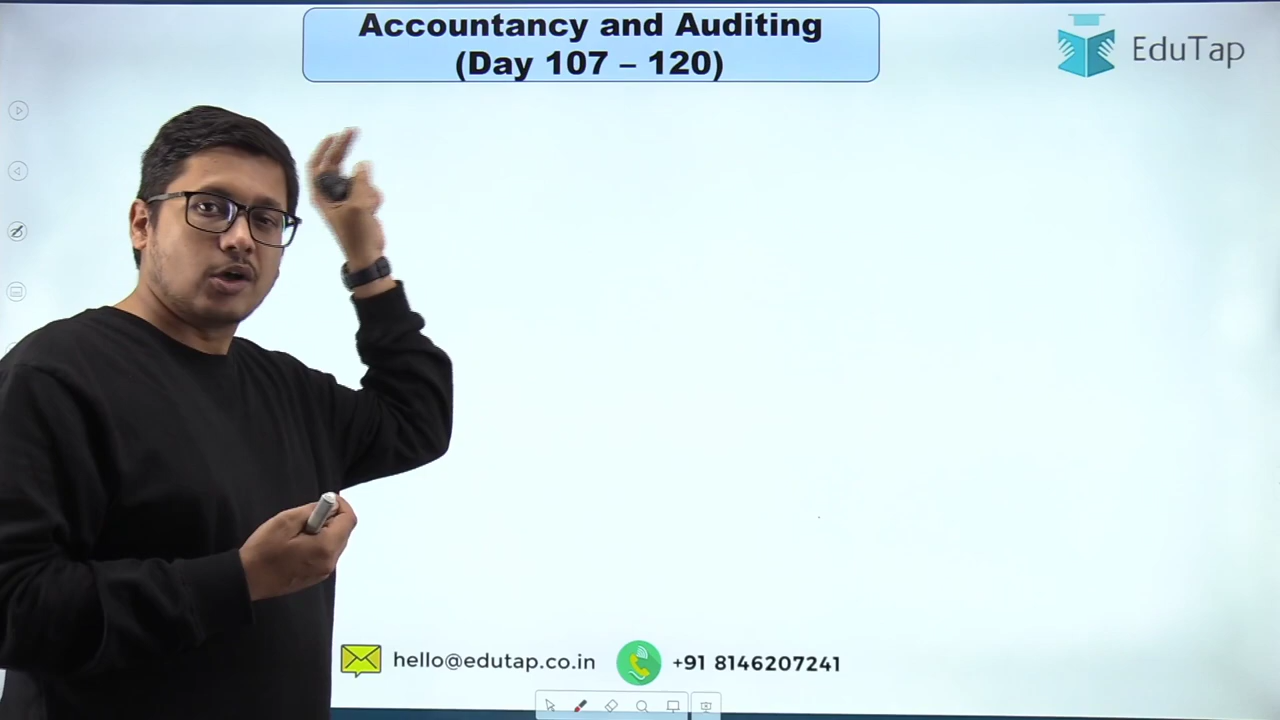 Accountancy and Auditing
(Day 107 – 120)
EduTap
hello@edutap.co.in
+91 8146207241